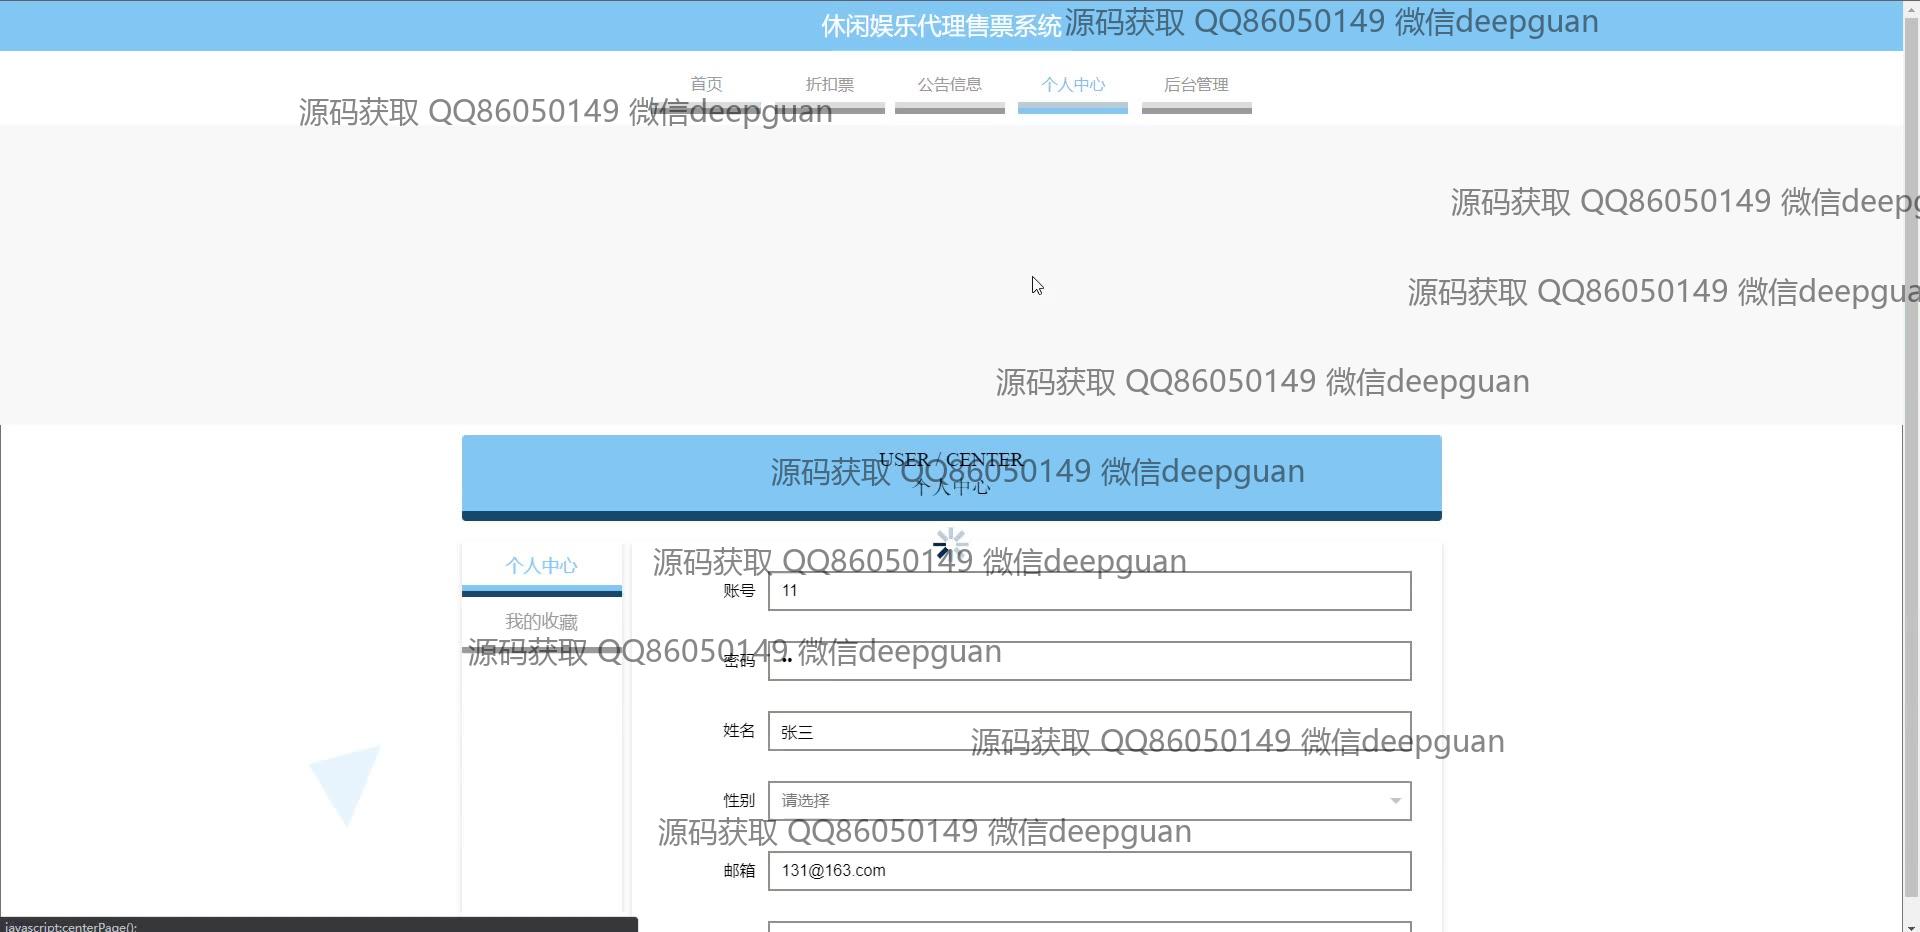 休闲娱乐代理售票系统
源码获取 QQ86050149 微信deepguan
首页
折扣票
公告信息
个人中心
后台管理
源码获取 QQ86050149 微信deepguan
源码获取 QQ86050149 微信deepg
源码获取 QQ86050149 微信deepgua
源码获取 QQ86050149 微信deepguan
USER / CENTER
源码获取 QQ86050149 微信deepguan
个人中心
个人中心
源码获取 QQ86050149 微信deepguan
账号
11
我的收藏
源码获取 QQ86050149 微信deepguan
密码
••
姓名
张三
源码获取 QQ86050149 微信deepguan
性别
请选择
源码获取 QQ86050149 微信deepguan
邮箱
131@163.com
javascript:centerPage();